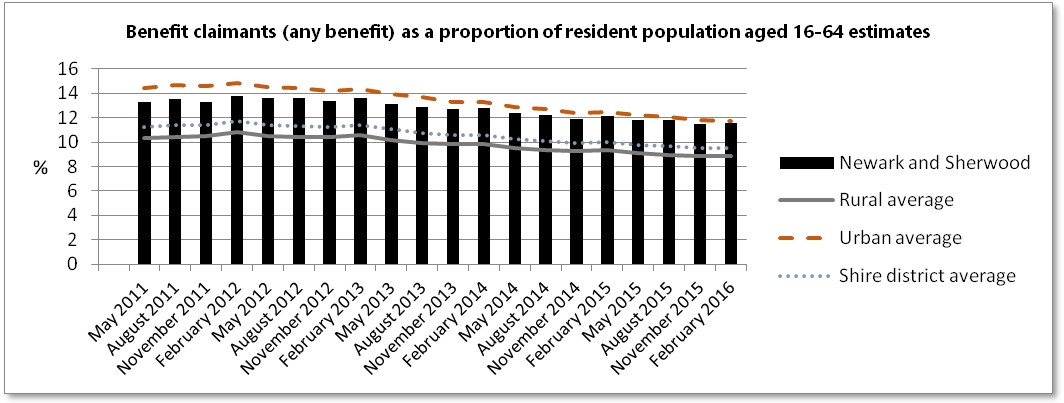 Benefit claimants (any benefit) as a proportion of resident population aged 16-64 estimates
16
14
12
10
8
6
4
2
0
%
May 2011
August 2011
November 2011
February 2012
May 2012
August 2012
November 2012
February 2013
May 2013
August 2013
November 2013
February 2014
May 2014
August 2014
November 2014
February 2015
May 2015
August 2015
November 2015
February 2016
Newark and Sherwood
Rural average
Urban average
Shire district average